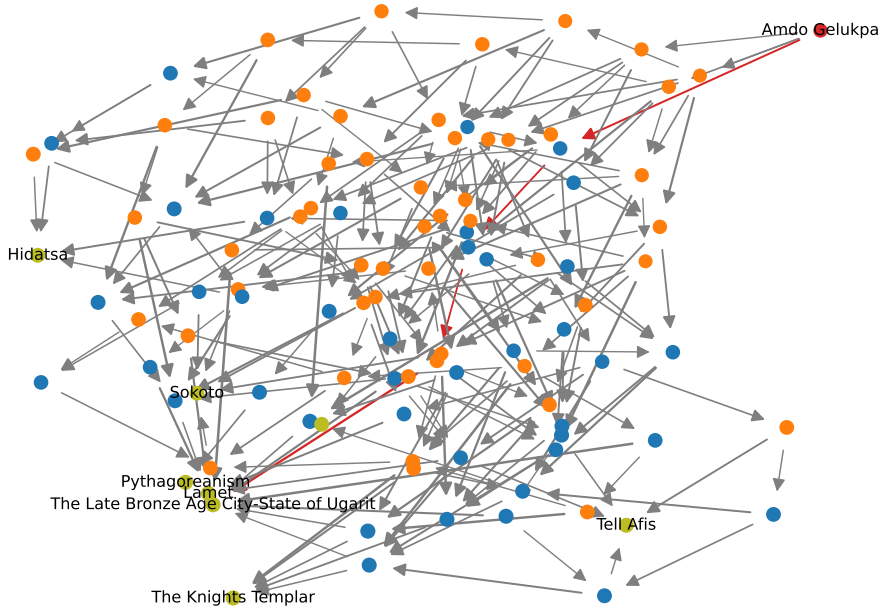 Amdo Gelukpa
Hidatsa
Sokoto
Pythagoreanism
Lamet
The Late Bronze Age City-State of Ugarit
Tell Afis
The Knights Templar